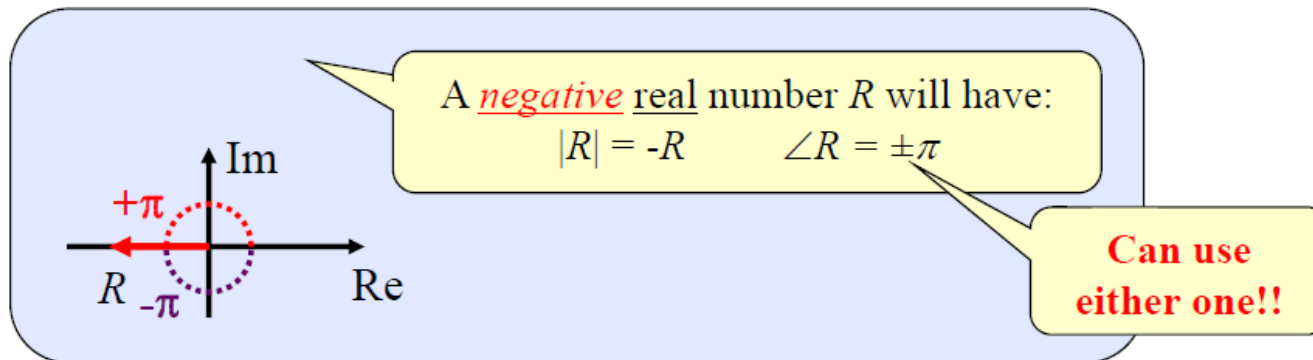 A negative real number R will have:
|R| = -R ∠R = ±π
Im
+π
R
-π
Re
Can use
either one!!